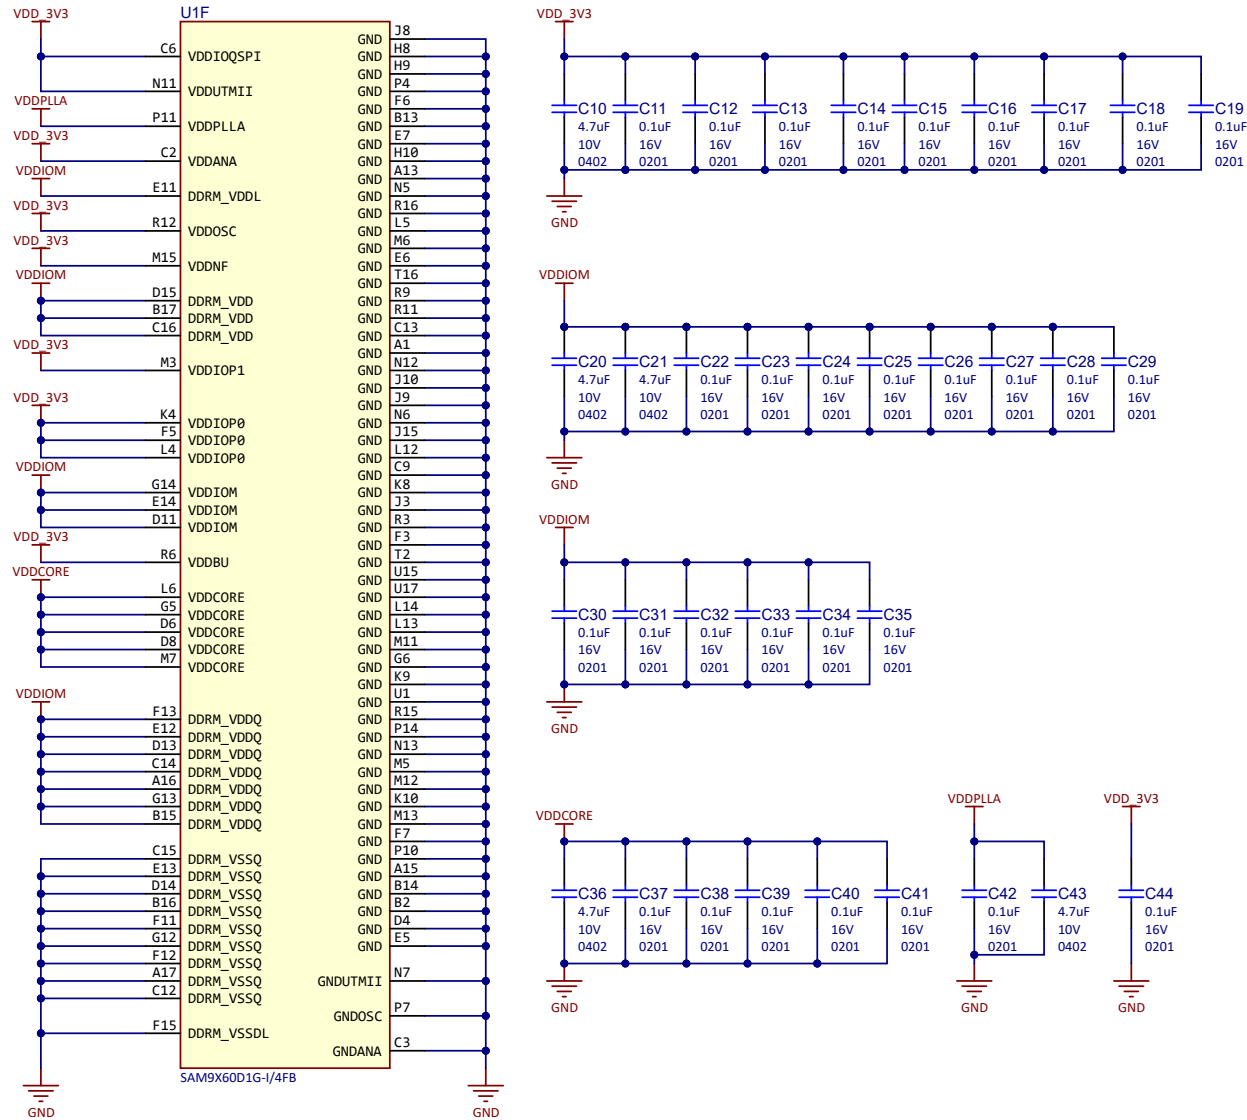 VDD_3V3
U1F
C6 VDDIOQSPI
N11 VDDUTMII
VDDPLLA
P11 VDDPLLA
VDD_3V3
C2 VDDANA
VDDIOM
E11 DDRM_VDDL
VDD_3V3
R12 VDDOSC
VDD_3V3
M15 VDDNF
VDDIOM
D15 DDRM_VDD
B17 DDRM_VDD
C16 DDRM_VDD
VDD_3V3
M3 VDDIOP1
VDD_3V3
K4 VDDIOP0
F5 VDDIOP0
L4 VDDIOP0
VDDIOM
G14 VDDIOM
E14 VDDIOM
D11 VDDIOM
VDD_3V3
R6 VDDBU
VDDCORE
L6 VDDCORE
G5 VDDCORE
D6 VDDCORE
D8 VDDCORE
M7 VDDCORE
VDDIOM
F13 DDRM_VDDQ
E12 DDRM_VDDQ
D13 DDRM_VDDQ
C14 DDRM_VDDQ
A16 DDRM_VDDQ
G13 DDRM_VDDQ
B15 DDRM_VDDQ
C15 DDRM_VSSQ
E13 DDRM_VSSQ
D14 DDRM_VSSQ
B16 DDRM_VSSQ
F11 DDRM_VSSQ
G12 DDRM_VSSQ
F12 DDRM_VSSQ
A17 DDRM_VSSQ
C12 DDRM_VSSQ
F15 DDRM_VSSDL
GND
SAM9X60D1G-I/4FB
GND J8
GND H8
GND H9
GND P4
GND F6
GND B13
GND E7
GND H10
GND A13
GND N5
GND R16
GND L5
GND M6
GND E6
GND T16
GND R9
GND R11
GND C13
GND A1
GND N12
GND J10
GND J9
GND N6
GND J15
GND L12
GND C9
GND K8
GND J3
GND R3
GND F3
GND T2
GND U15
GND U17
GND L14
GND L13
GND M11
GND G6
GND K9
GND U1
GND R15
GND P14
GND N13
GND M5
GND M12
GND K10
GND M13
GND F7
GND P10
GND A15
GND B14
GND B2
GND D4
GND E5
GNDUTMII N7
GNDOSC P7
GNDANA C3
GND
VDD_3V3
C10 C11 C12 C13 C14 C15 C16 C17 C18 C19
4.7uF 0.1uF 0.1uF 0.1uF 0.1uF 0.1uF 0.1uF 0.1uF 0.1uF 0.1uF
10V 16V 16V 16V 16V 16V 16V 16V 16V 16V
0402 0201 0201 0201 0201 0201 0201 0201 0201 0201
GND
VDDIOM
C20 C21 C22 C23 C24 C25 C26 C27 C28 C29
4.7uF 4.7uF 0.1uF 0.1uF 0.1uF 0.1uF 0.1uF 0.1uF 0.1uF 0.1uF
10V 10V 16V 16V 16V 16V 16V 16V 16V 16V
0402 0402 0201 0201 0201 0201 0201 0201 0201 0201
GND
VDDIOM
C30 C31 C32 C33 C34 C35
0.1uF 0.1uF 0.1uF 0.1uF 0.1uF 0.1uF
16V 16V 16V 16V 16V 16V
0201 0201 0201 0201 0201 0201
GND
VDDCORE
C36 C37 C38 C39 C40 C41
4.7uF 0.1uF 0.1uF 0.1uF 0.1uF 0.1uF
10V 16V 16V 16V 16V 16V
0402 0201 0201 0201 0201 0201
GND
VDDPLLA
C42 C43
0.1uF 4.7uF
16V 10V
0201 0402
GND
VDD_3V3
C44
0.1uF
16V
0201
GND